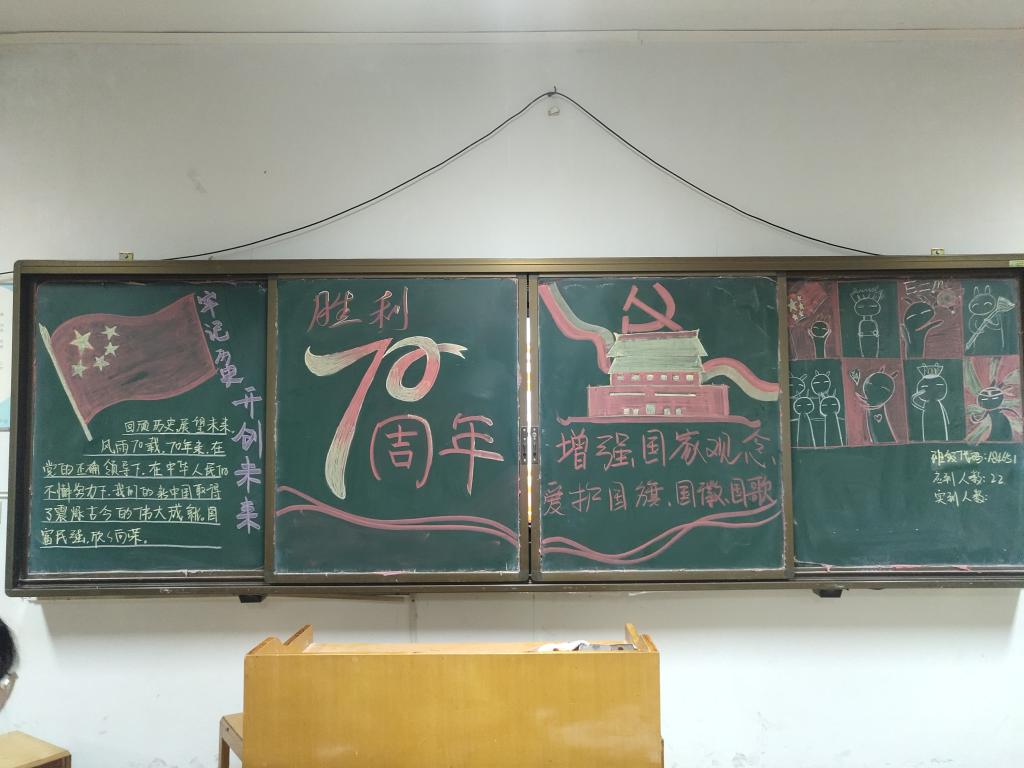 牢记历史
开创未来
回顾历史展望未来,
风雨70载,70年来,在
党的正确领导下,在中华人民的
不懈努力下,我们的新中国取得
了震烁古今的伟大成就,国
富民强,欣欣向荣。
胜利
70
周年
增强国家观念、
爱护国旗、国徽国歌
应到人数:22
实到人数: